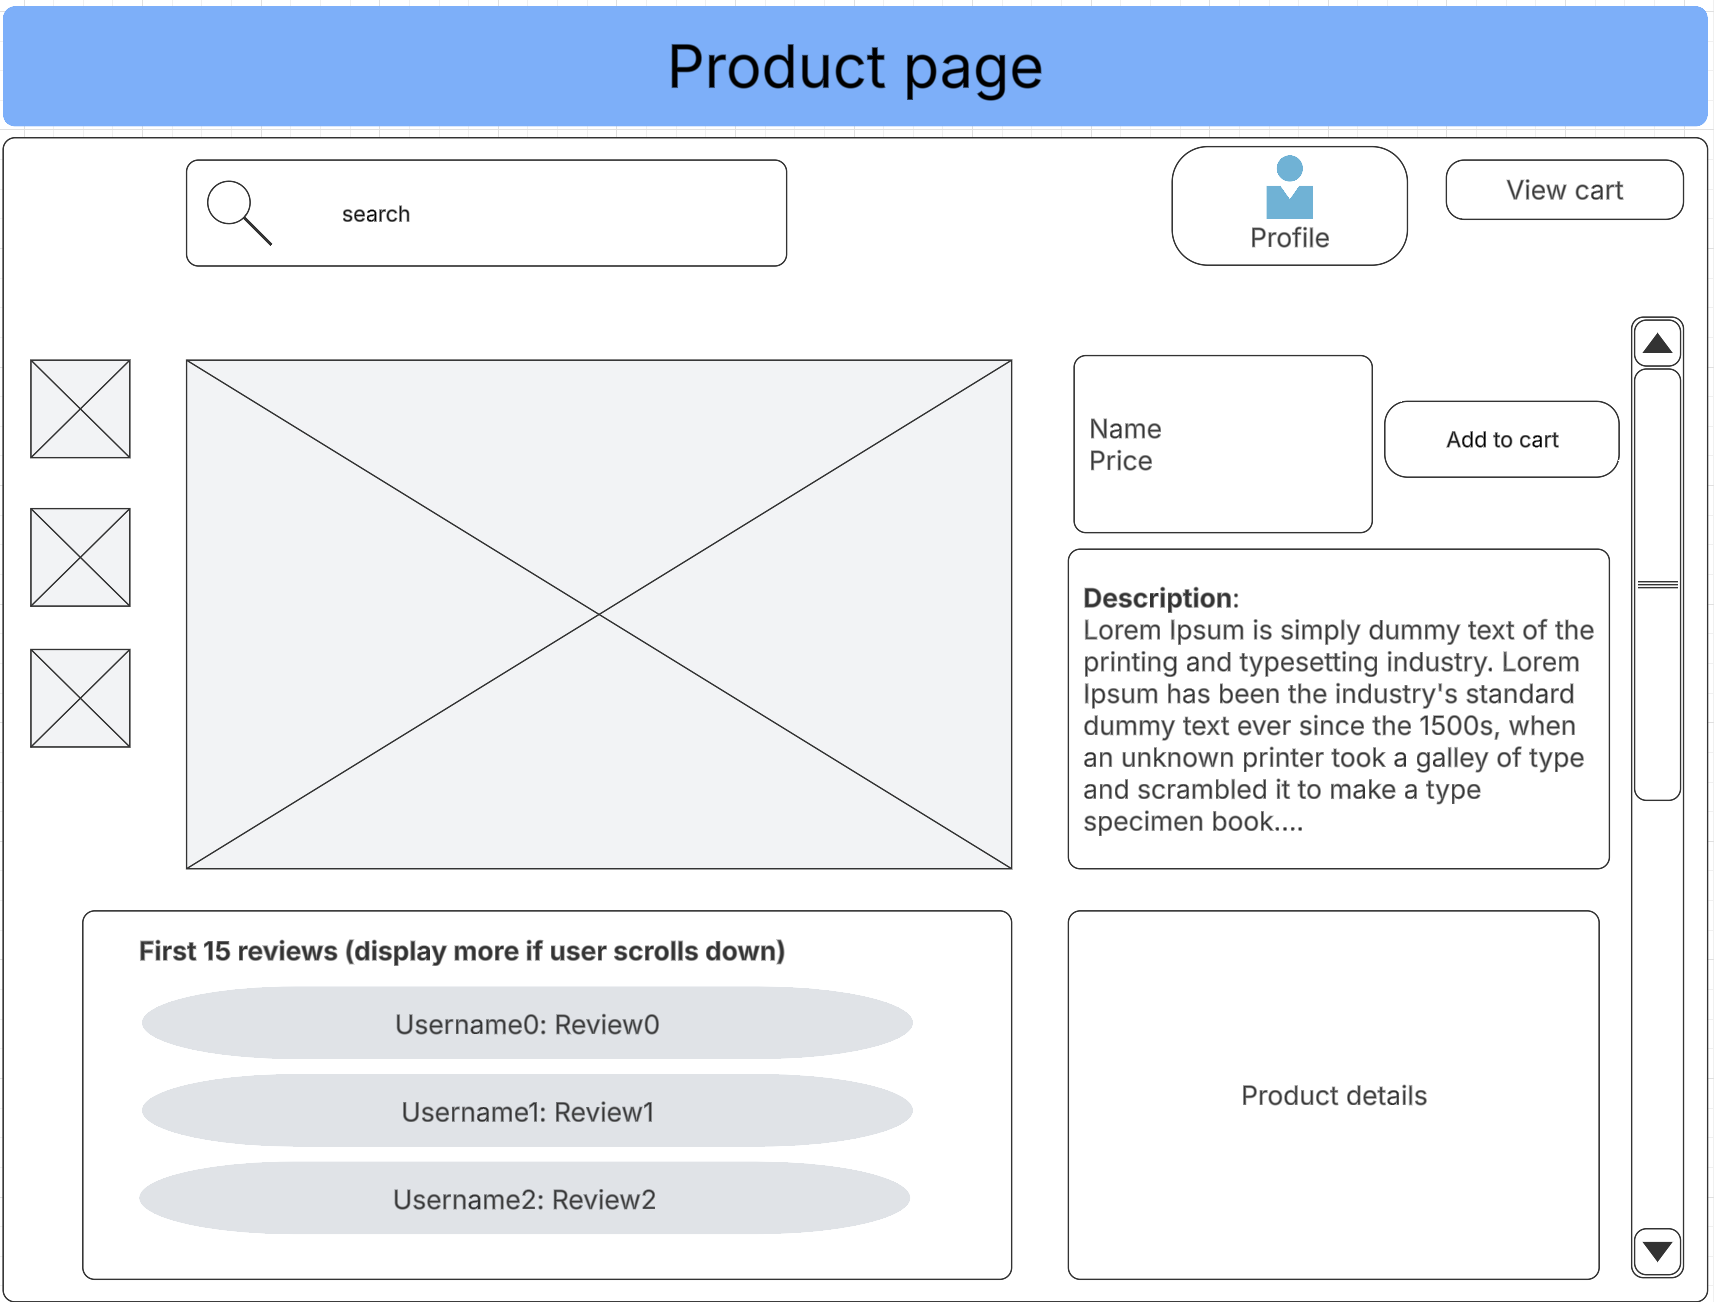 Product page
search
Profile
View cart
Name
Price
Add to cart
Description:
Lorem Ipsum is simply dummy text of the
printing and typesetting industry. Lorem
Ipsum has been the industry's standard
dummy text ever since the 1500s, when
an unknown printer took a galley of type
and scrambled it to make a type
specimen book....
First 15 reviews (display more if user scrolls down)
Username0: Review0
Username1: Review1
Username2: Review2
Product details